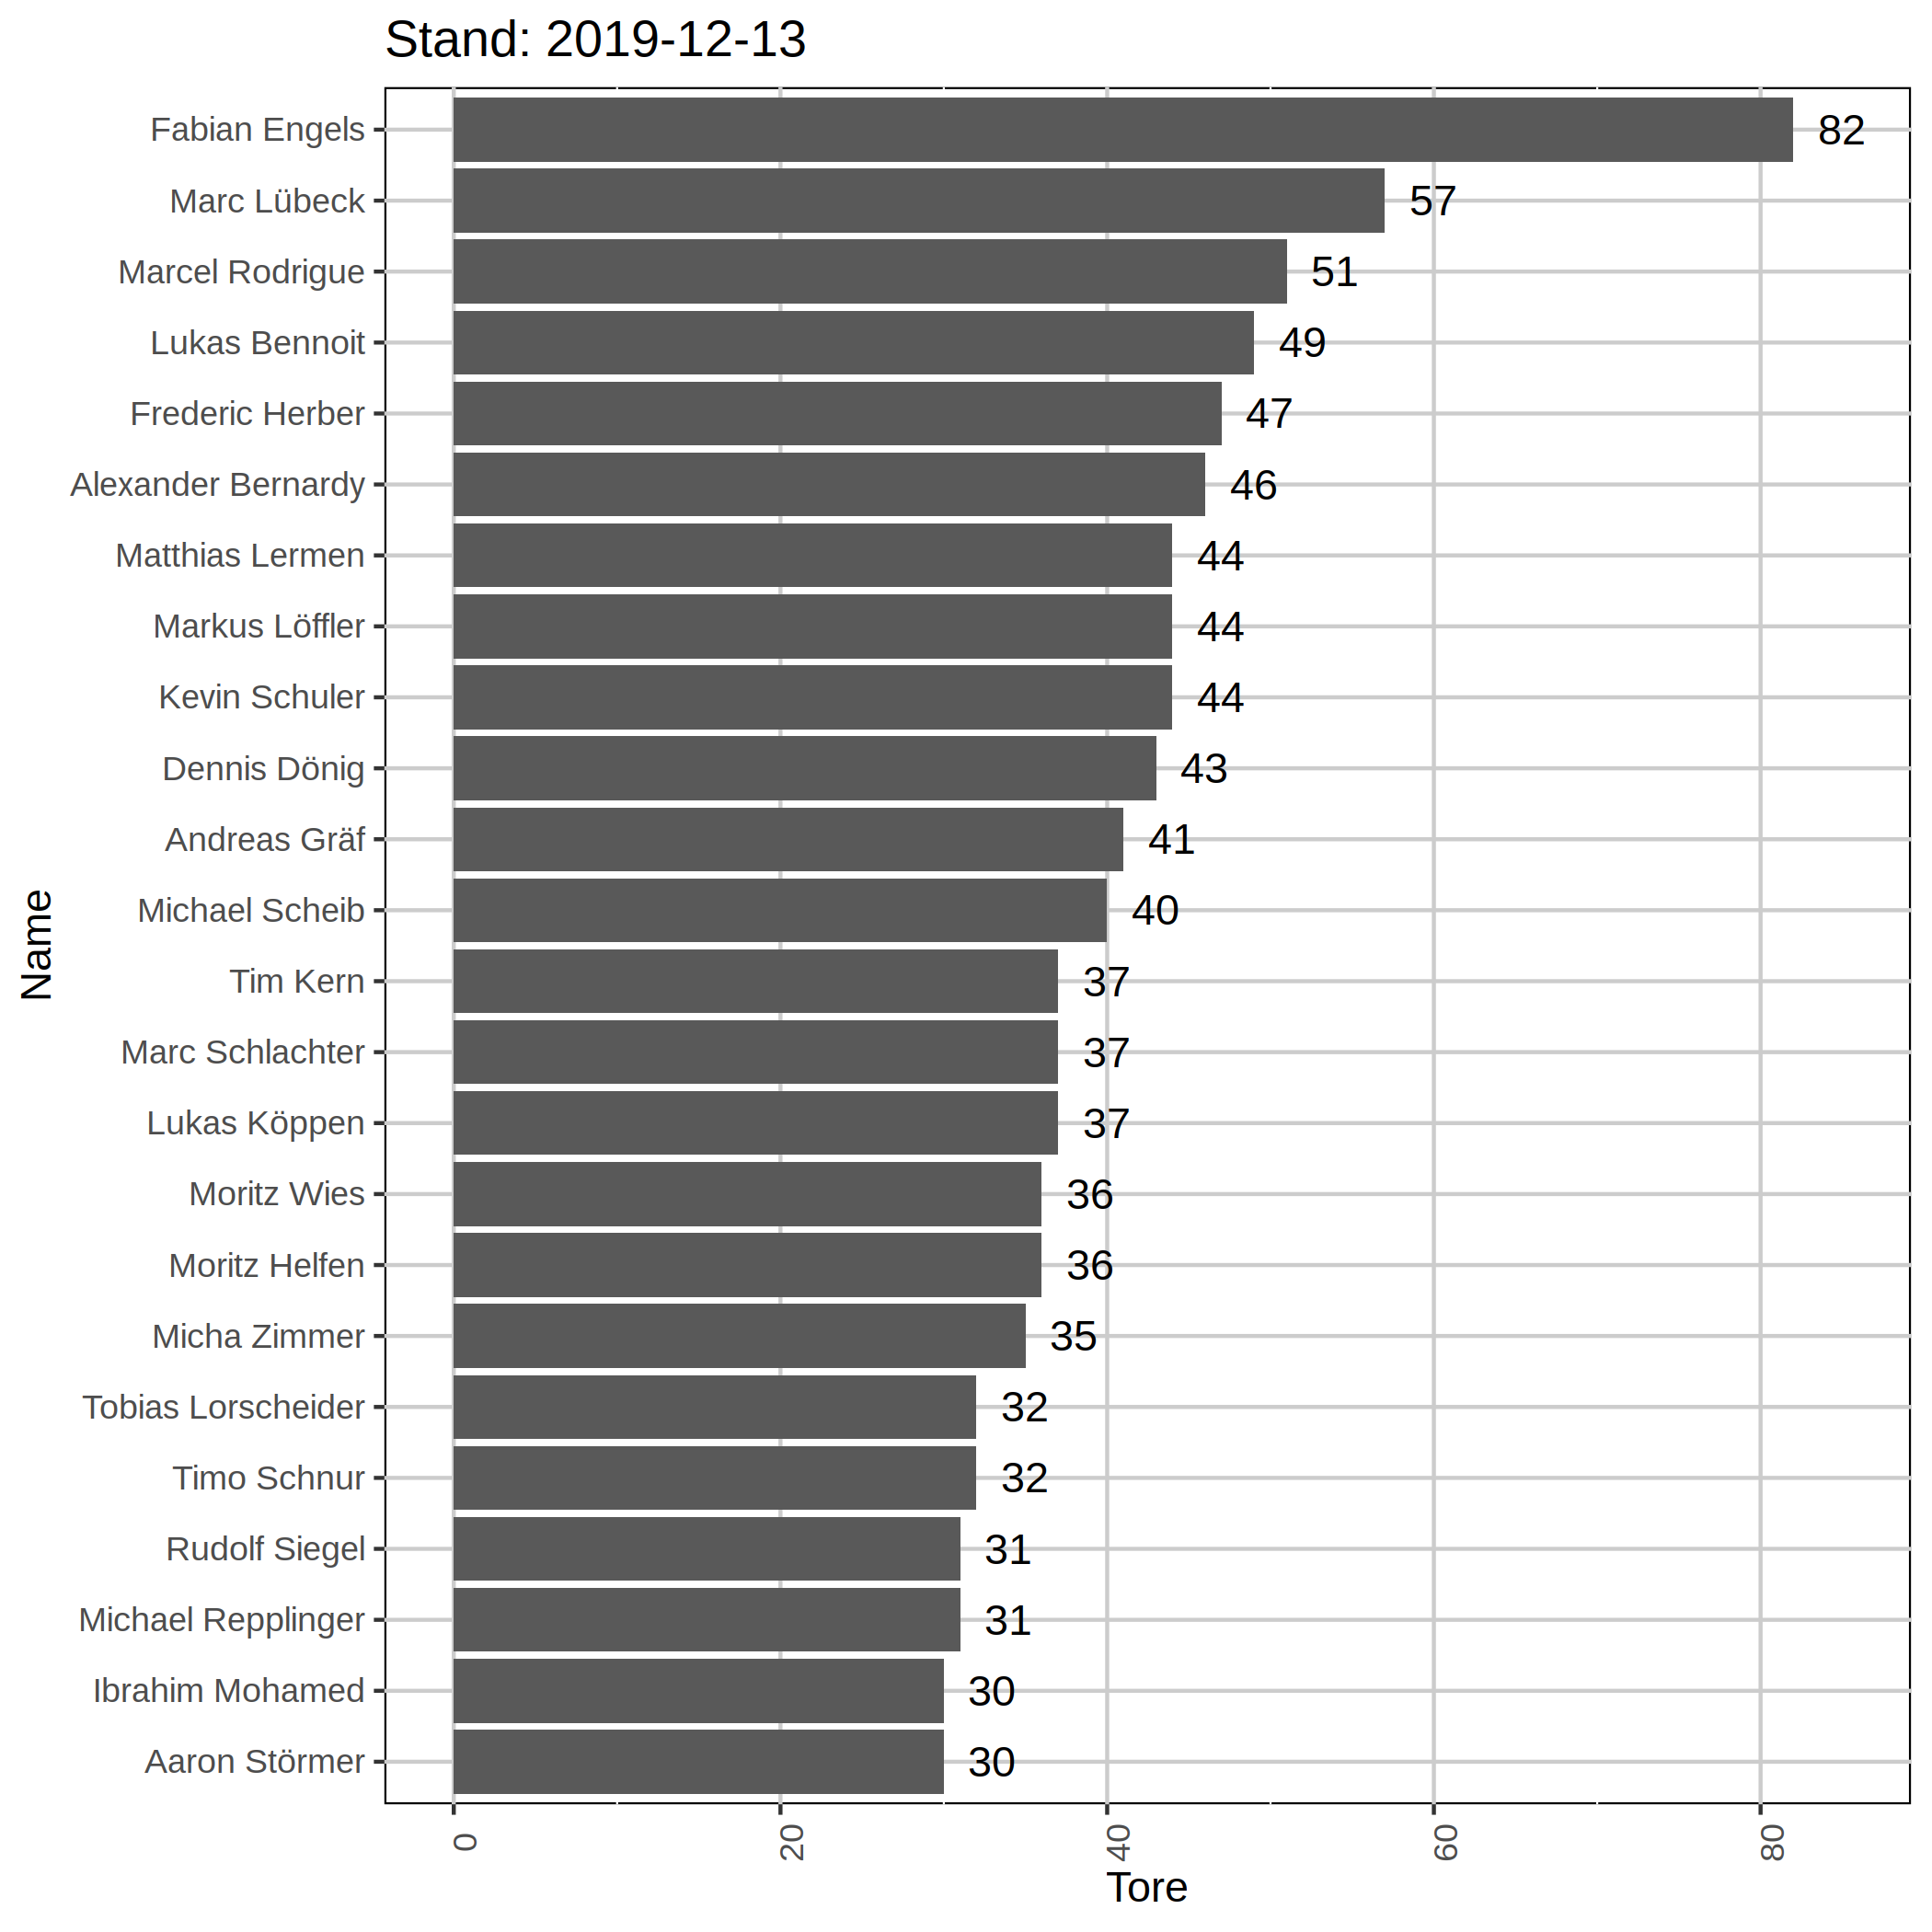 Stand: 2019-12-13
Fabian Engels 82
Marc Lübeck 57
Marcel Rodrigue 51
Lukas Bennoit 49
Frederic Herber 47
Alexander Bernardy 46
Matthias Lermen 44
Markus Löffler 44
Kevin Schuler 44
Dennis Dönig 43
Andreas Gräf 41
Michael Scheib 40
Tim Kern 37
Marc Schlachter 37
Lukas Köppen 37
Moritz Wies 36
Moritz Helfen 36
Micha Zimmer 35
Tobias Lorscheider 32
Timo Schnur 32
Rudolf Siegel 31
Michael Repplinger 31
Ibrahim Mohamed 30
Aaron Störmer 30
Name
0 20 40 60 80
Tore